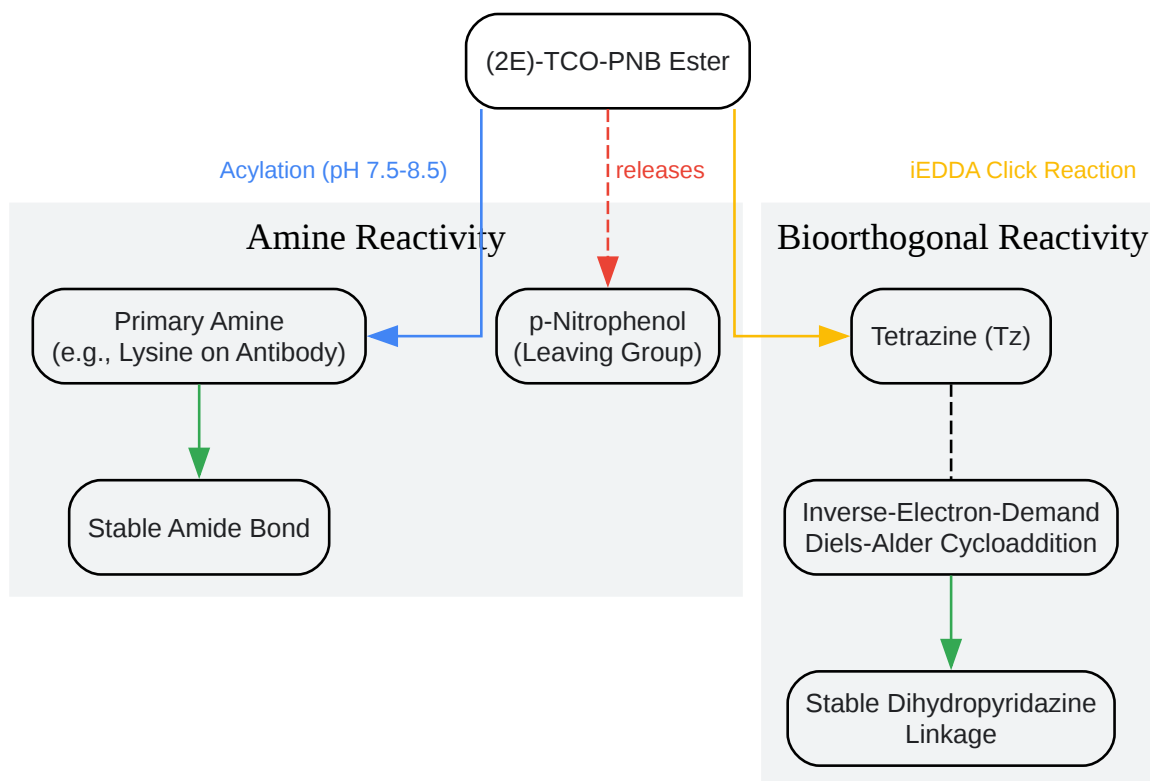 (2E)-TCO-PNB Ester
Acylation (pH 7.5-8.5)
releases
iEDDA Click Reaction
Amine Reactivity
Bioorthogonal Reactivity
Primary Amine
(e.g., Lysine on Antibody)
p-Nitrophenol
(Leaving Group)
Tetrazine (Tz)
Stable Amide Bond
Inverse-Electron-Demand
Diels-Alder Cycloaddition
Stable Dihydropyridazine
Linkage